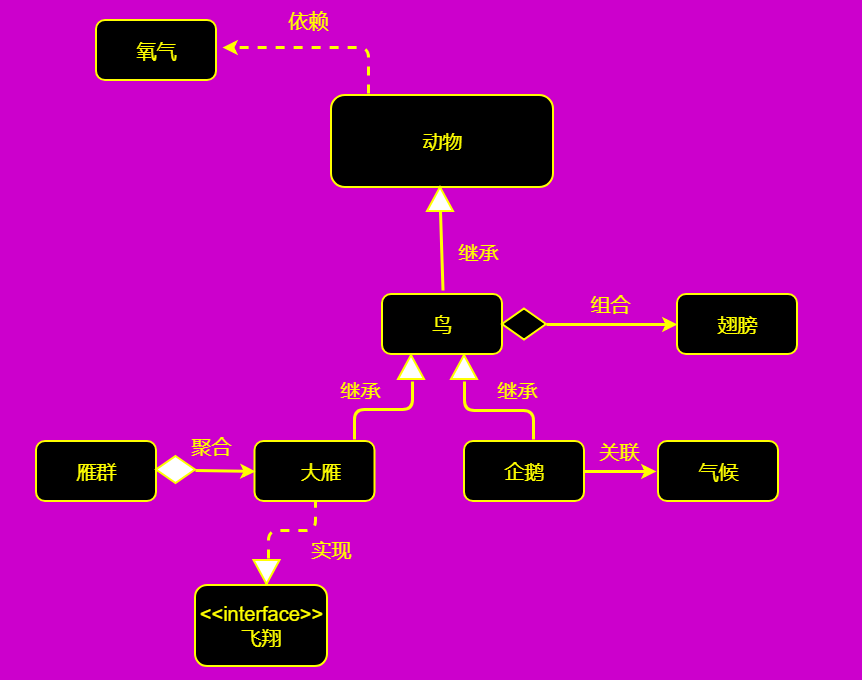 依赖
氧气
动物
继承
鸟
组合
翅膀
继承
继承
雁群
聚合
大雁
企鹅
关联
气候
实现
<<interface>>
飞翔